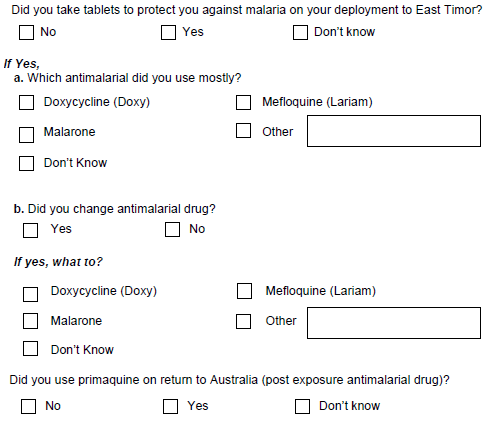 Did you take tablets to protect you against malaria on your deployment to East Timor?
No Yes Don't know
If Yes,
a. Which antimalarial did you use mostly?
Doxycycline (Doxy) Mefloquine (Lariam)
Malarone Other
Don't Know
b. Did you change antimalarial drug?
Yes No
If yes, what to?
Doxycycline (Doxy) Mefloquine (Lariam)
Malarone Other
Don't Know
Did you use primaquine on return to Australia (post exposure antimalarial drug)?
No Yes Don't know